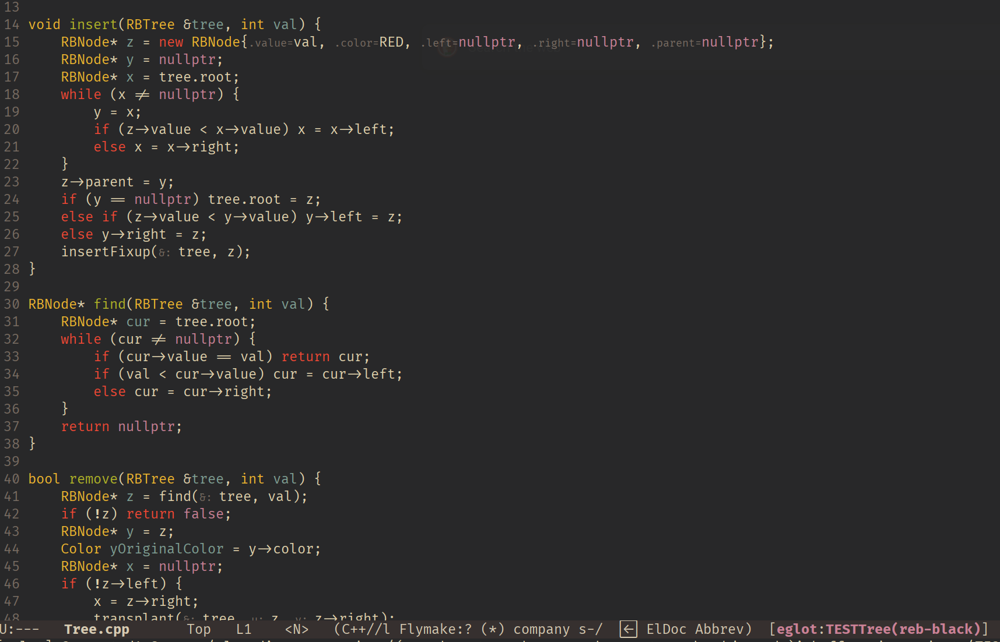 13
14 void insert(RBTree &tree, int val) {
15     RBNode* z = new RBNode{.value=val, .color=RED, .left=nullptr, .right=nullptr, .parent=nullptr};
16     RBNode* y = nullptr;
17     RBNode* x = tree.root;
18     while (x != nullptr) {
19         y = x;
20         if (z->value < x->value) x = x->left;
21         else x = x->right;
22     }
23     z->parent = y;
24     if (y == nullptr) tree.root = z;
25     else if (z->value < y->value) y->left = z;
26     else y->right = z;
27     insertFixup(&: tree, z);
28 }
29
30 RBNode* find(RBTree &tree, int val) {
31     RBNode* cur = tree.root;
32     while (cur != nullptr) {
33         if (cur->value == val) return cur;
34         if (val < cur->value) cur = cur->left;
35         else cur = cur->right;
36     }
37     return nullptr;
38 }
39
40 bool remove(RBTree &tree, int val) {
41     RBNode* z = find(&: tree, val);
42     if (!z) return false;
43     RBNode* y = z;
44     Color yOriginalColor = y->color;
45     RBNode* x = nullptr;
46     if (!z->left) {
47         x = z->right;
48         transplant(&: tree, u: z, v: z->right);
U:---   Tree.cpp       Top   L1    <N>   (C++//l Flymake:? (*) company s-/  [←] ElDoc Abbrev)  [eglot:TESTTree(reb-black)]